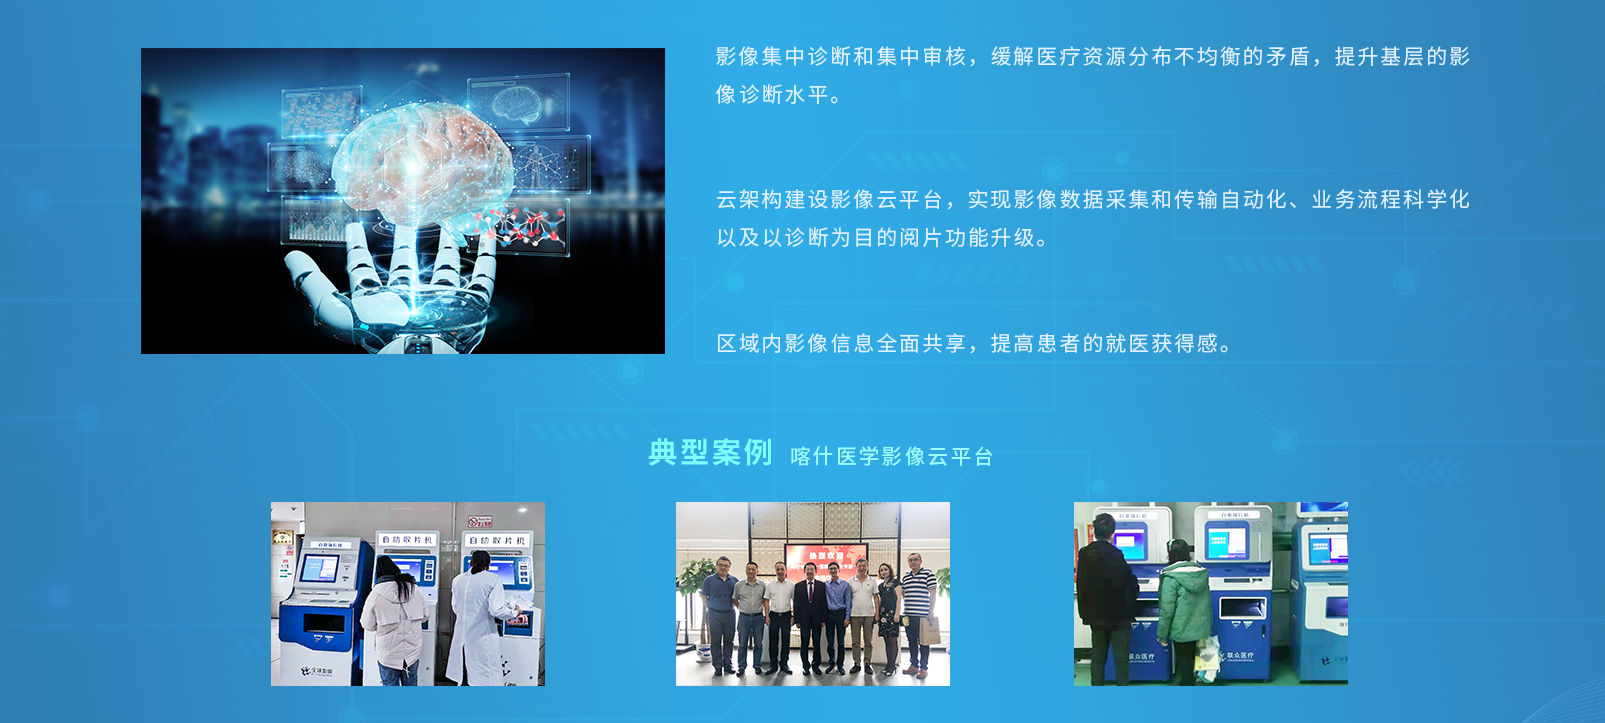 影像集中诊断和集中审核，缓解医疗资源分布不均衡的矛盾，提升基层的影
像诊断水平。
云架构建设影像云平台，实现影像数据采集和传输自动化、业务流程科学化
以及以诊断为目的阅片功能升级。
区域内影像信息全面共享，提高患者的就医获得感。
典型案例 喀什医学影像云平台
自助取片机
自助取片机
热烈欢迎
联众医疗